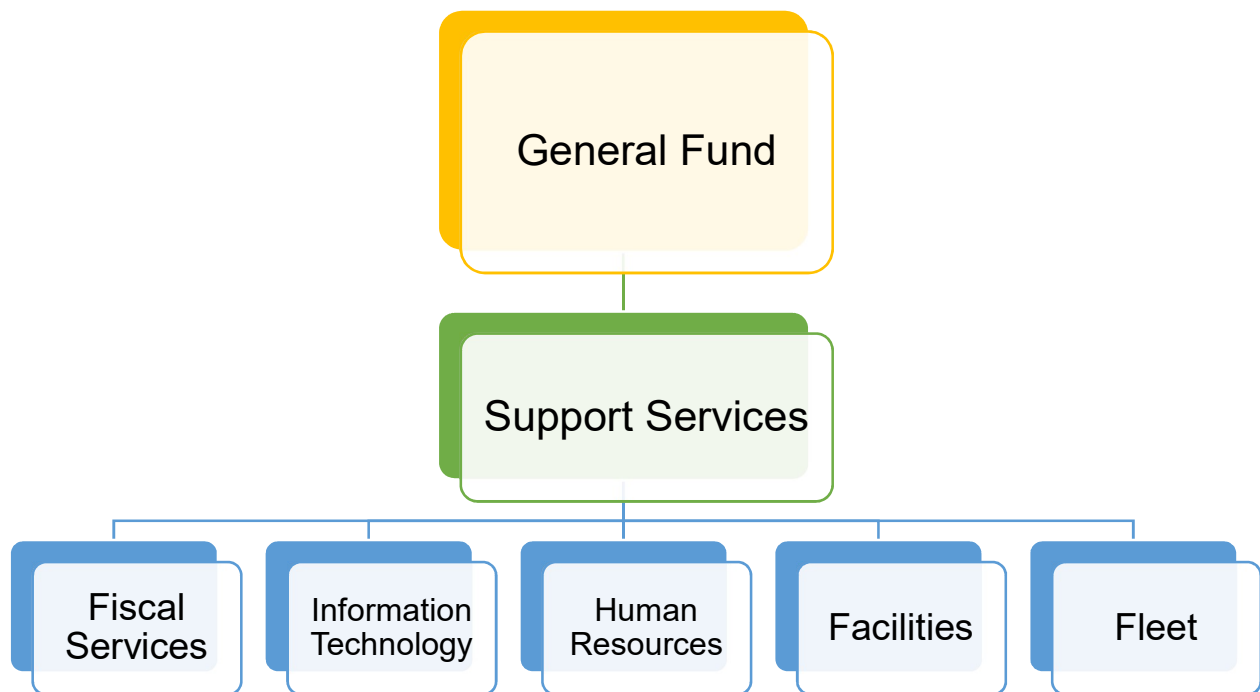 General Fund
Support Services
Fiscal
Services
Information
Technology
Human
Resources
Facilities
Fleet